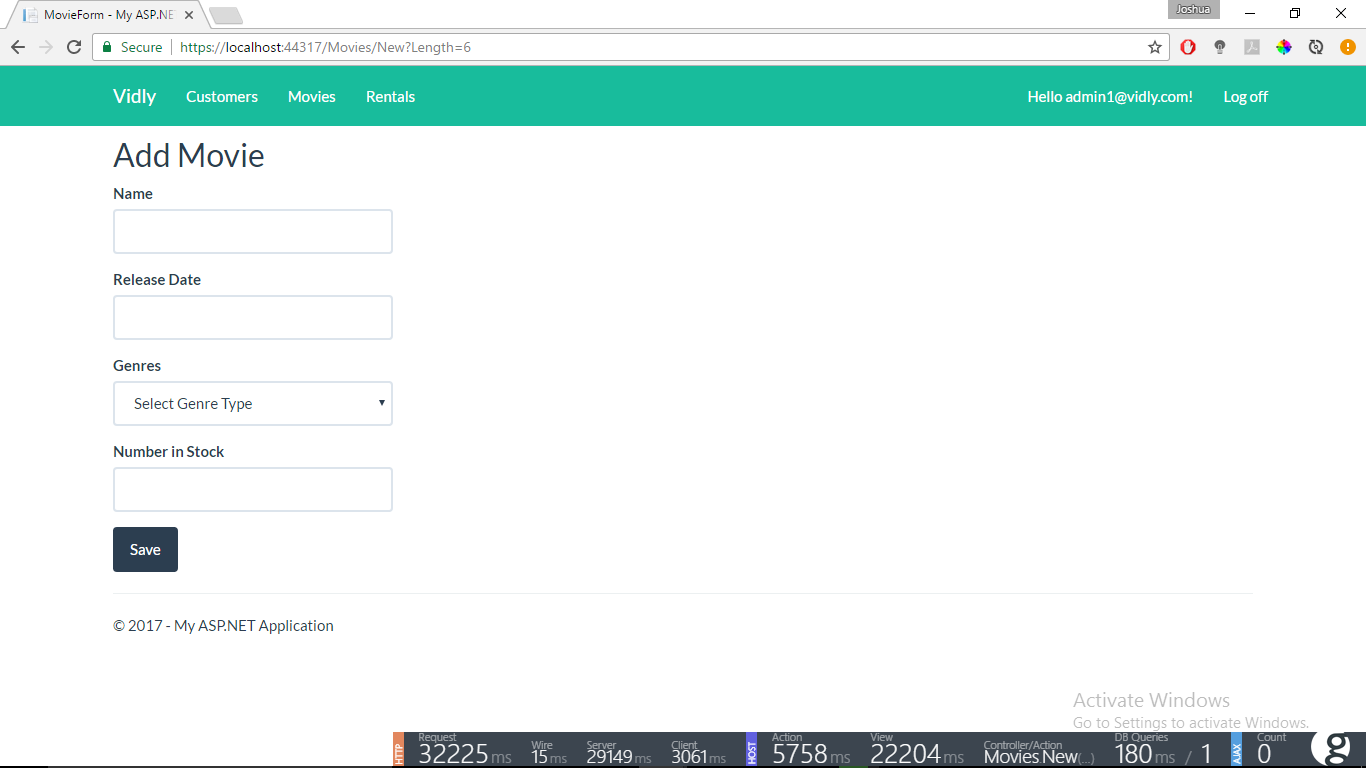 MovieForm - My ASP.NE
Joshua
Secure https://localhost:44317/Movies/New?Length=6
Vidly Customers Movies Rentals Hello admin1@vidly.com! Log off
Add Movie
Name
Release Date
Genres
Select Genre Type
Number in Stock
Save
© 2017 - My ASP.NET Application
Activate Windows
Go to Settings to activate Windows.
HTTP Request 32225 ms Wire 15 ms Server 29149 ms Client 3061 ms
HOST Action 5758 ms View 22204 ms Controller/Action Movies New(...) DB Queries 180 ms / 1
AJAX Count 0
g